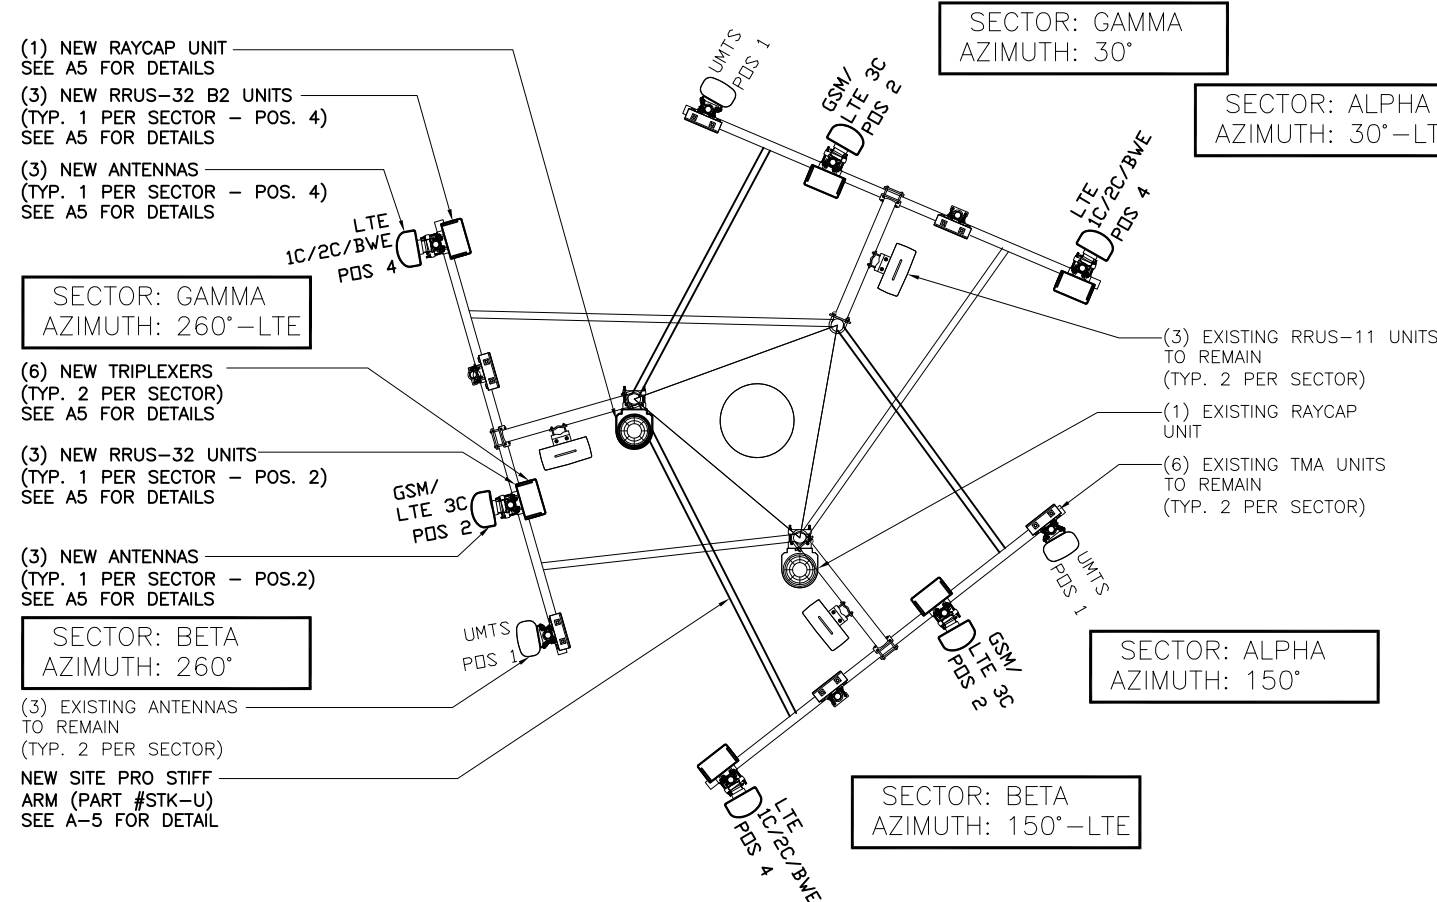 (1) NEW RAYCAP UNIT
SEE A5 FOR DETAILS
(3) NEW RRUS-32 B2 UNITS
(TYP. 1 PER SECTOR - POS. 4)
SEE A5 FOR DETAILS
(3) NEW ANTENNAS
(TYP. 1 PER SECTOR - POS. 4)
SEE A5 FOR DETAILS
LTE
1C/2C/BWE
POS 4
SECTOR: GAMMA
AZIMUTH: 260°-LTE
(6) NEW TRIPLEXERS
(TYP. 2 PER SECTOR)
SEE A5 FOR DETAILS
(3) NEW RRUS-32 UNITS
(TYP. 1 PER SECTOR - POS. 2)
SEE A5 FOR DETAILS
GSM/
LTE 3C
POS 2
(3) NEW ANTENNAS
(TYP. 1 PER SECTOR - POS.2)
SEE A5 FOR DETAILS
SECTOR: BETA
AZIMUTH: 260°
UMTS
POS 1
(3) EXISTING ANTENNAS
TO REMAIN
(TYP. 2 PER SECTOR)
NEW SITE PRO STIFF
ARM (PART #STK-U)
SEE A-5 FOR DETAIL
UMTS
POS 1
GSM/
LTE 3C
POS 2
SECTOR: GAMMA
AZIMUTH: 30°
SECTOR: ALPHA
AZIMUTH: 30°-LT
LTE
1C/2C/BWE
POS 4
(3) EXISTING RRUS-11 UNITS
TO REMAIN
(TYP. 2 PER SECTOR)
(1) EXISTING RAYCAP
UNIT
(6) EXISTING TMA UNITS
TO REMAIN
(TYP. 2 PER SECTOR)
UMTS
POS 1
GSM/
LTE 3C
POS 2
SECTOR: ALPHA
AZIMUTH: 150°
LTE
1C/2C/BWE
POS 4
SECTOR: BETA
AZIMUTH: 150°-LTE